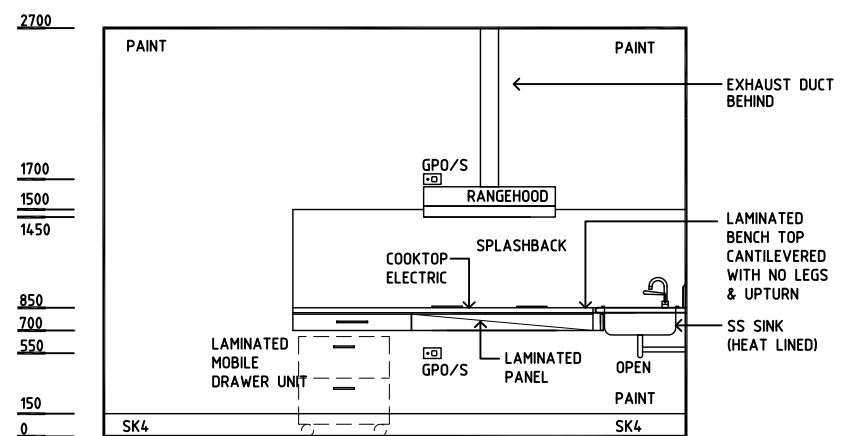 2700
PAINT
PAINT
EXHAUST DUCT
BEHIND
1700
GPO/S
1500
RANGEHOOD
1450
LAMINATED
BENCH TOP
CANTILEVERED
WITH NO LEGS
& UPTURN
SPLASHBACK
COOKTOP
ELECTRIC
850
700
SS SINK
(HEAT LINED)
550
LAMINATED
MOBILE
DRAWER UNIT
GPO/S
LAMINATED
PANEL
OPEN
PAINT
150
0
SK4
SK4